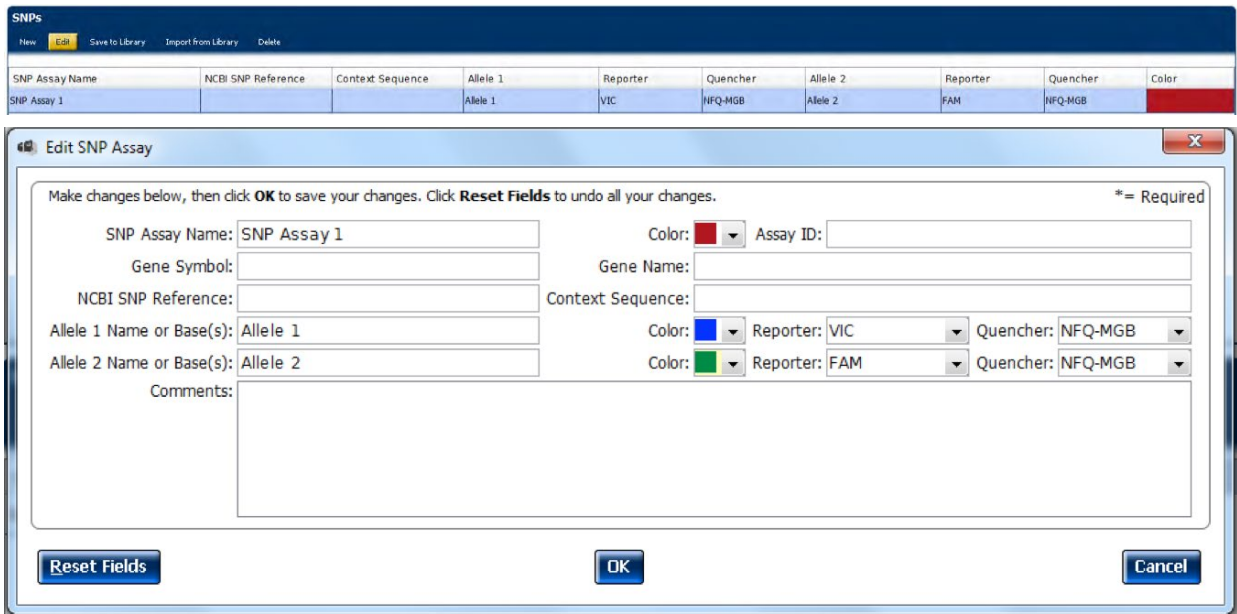 SNPs
New Edit Save to Library Import from Library Delete
SNP Assay Name NCBI SNP Reference Context Sequence Allele 1 Reporter Quencher Allele 2 Reporter Quencher Color
SNP Assay 1 Allele 1 VIC NFQ-MGB Allele 2 FAM NFQ-MGB
Edit SNP Assay X
Make changes below, then click OK to save your changes. Click Reset Fields to undo all your changes. *= Required
SNP Assay Name: SNP Assay 1 Color: Assay ID:
Gene Symbol: Gene Name:
NCBI SNP Reference: Context Sequence:
Allele 1 Name or Base(s): Allele 1 Color: Reporter: VIC Quencher: NFQ-MGB
Allele 2 Name or Base(s): Allele 2 Color: Reporter: FAM Quencher: NFQ-MGB
Comments:
Reset Fields OK Cancel